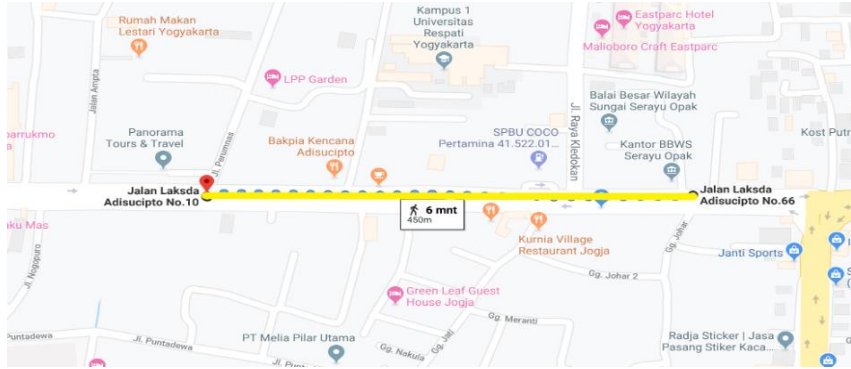 Rumah Makan
Lestari Yogyakarta
Kampus 1
Universitas
Respati
Yogyakarta
Eastparc Hotel
Yogyakarta
Malioboro Craft Eastparc
LPP Garden
Jalan Ampta
Balai Besar Wilayah
Sungai Serayu Opak
Jl. Raya Kledokan
Panorama
Tours & Travel
Jl. Perumnas
Bakpia Kencana
Adisucipto
SPBU COCO
Pertamina 41.522.01...
Kantor BBWS
Serayu Opak
Kost Putr
Jalan Laksda
Adisucipto No.10
Jalan Laksda
Adisucipto No.66
6 mnt
450m
aku Mas
Jl. Nogopuro
Kurnia Village
Restaurant Jogja
Gg. Johar
Janti Sports
Gg. Johar 2
Green Leaf Guest
House Jogja
Gg. Meranti
Puntadewa
Jl. Puntadewa
PT Melia Pilar Utama
Gg. Jati
Gg. Nakula
Radja Sticker | Jasa
Pasang Stiker Kaca...